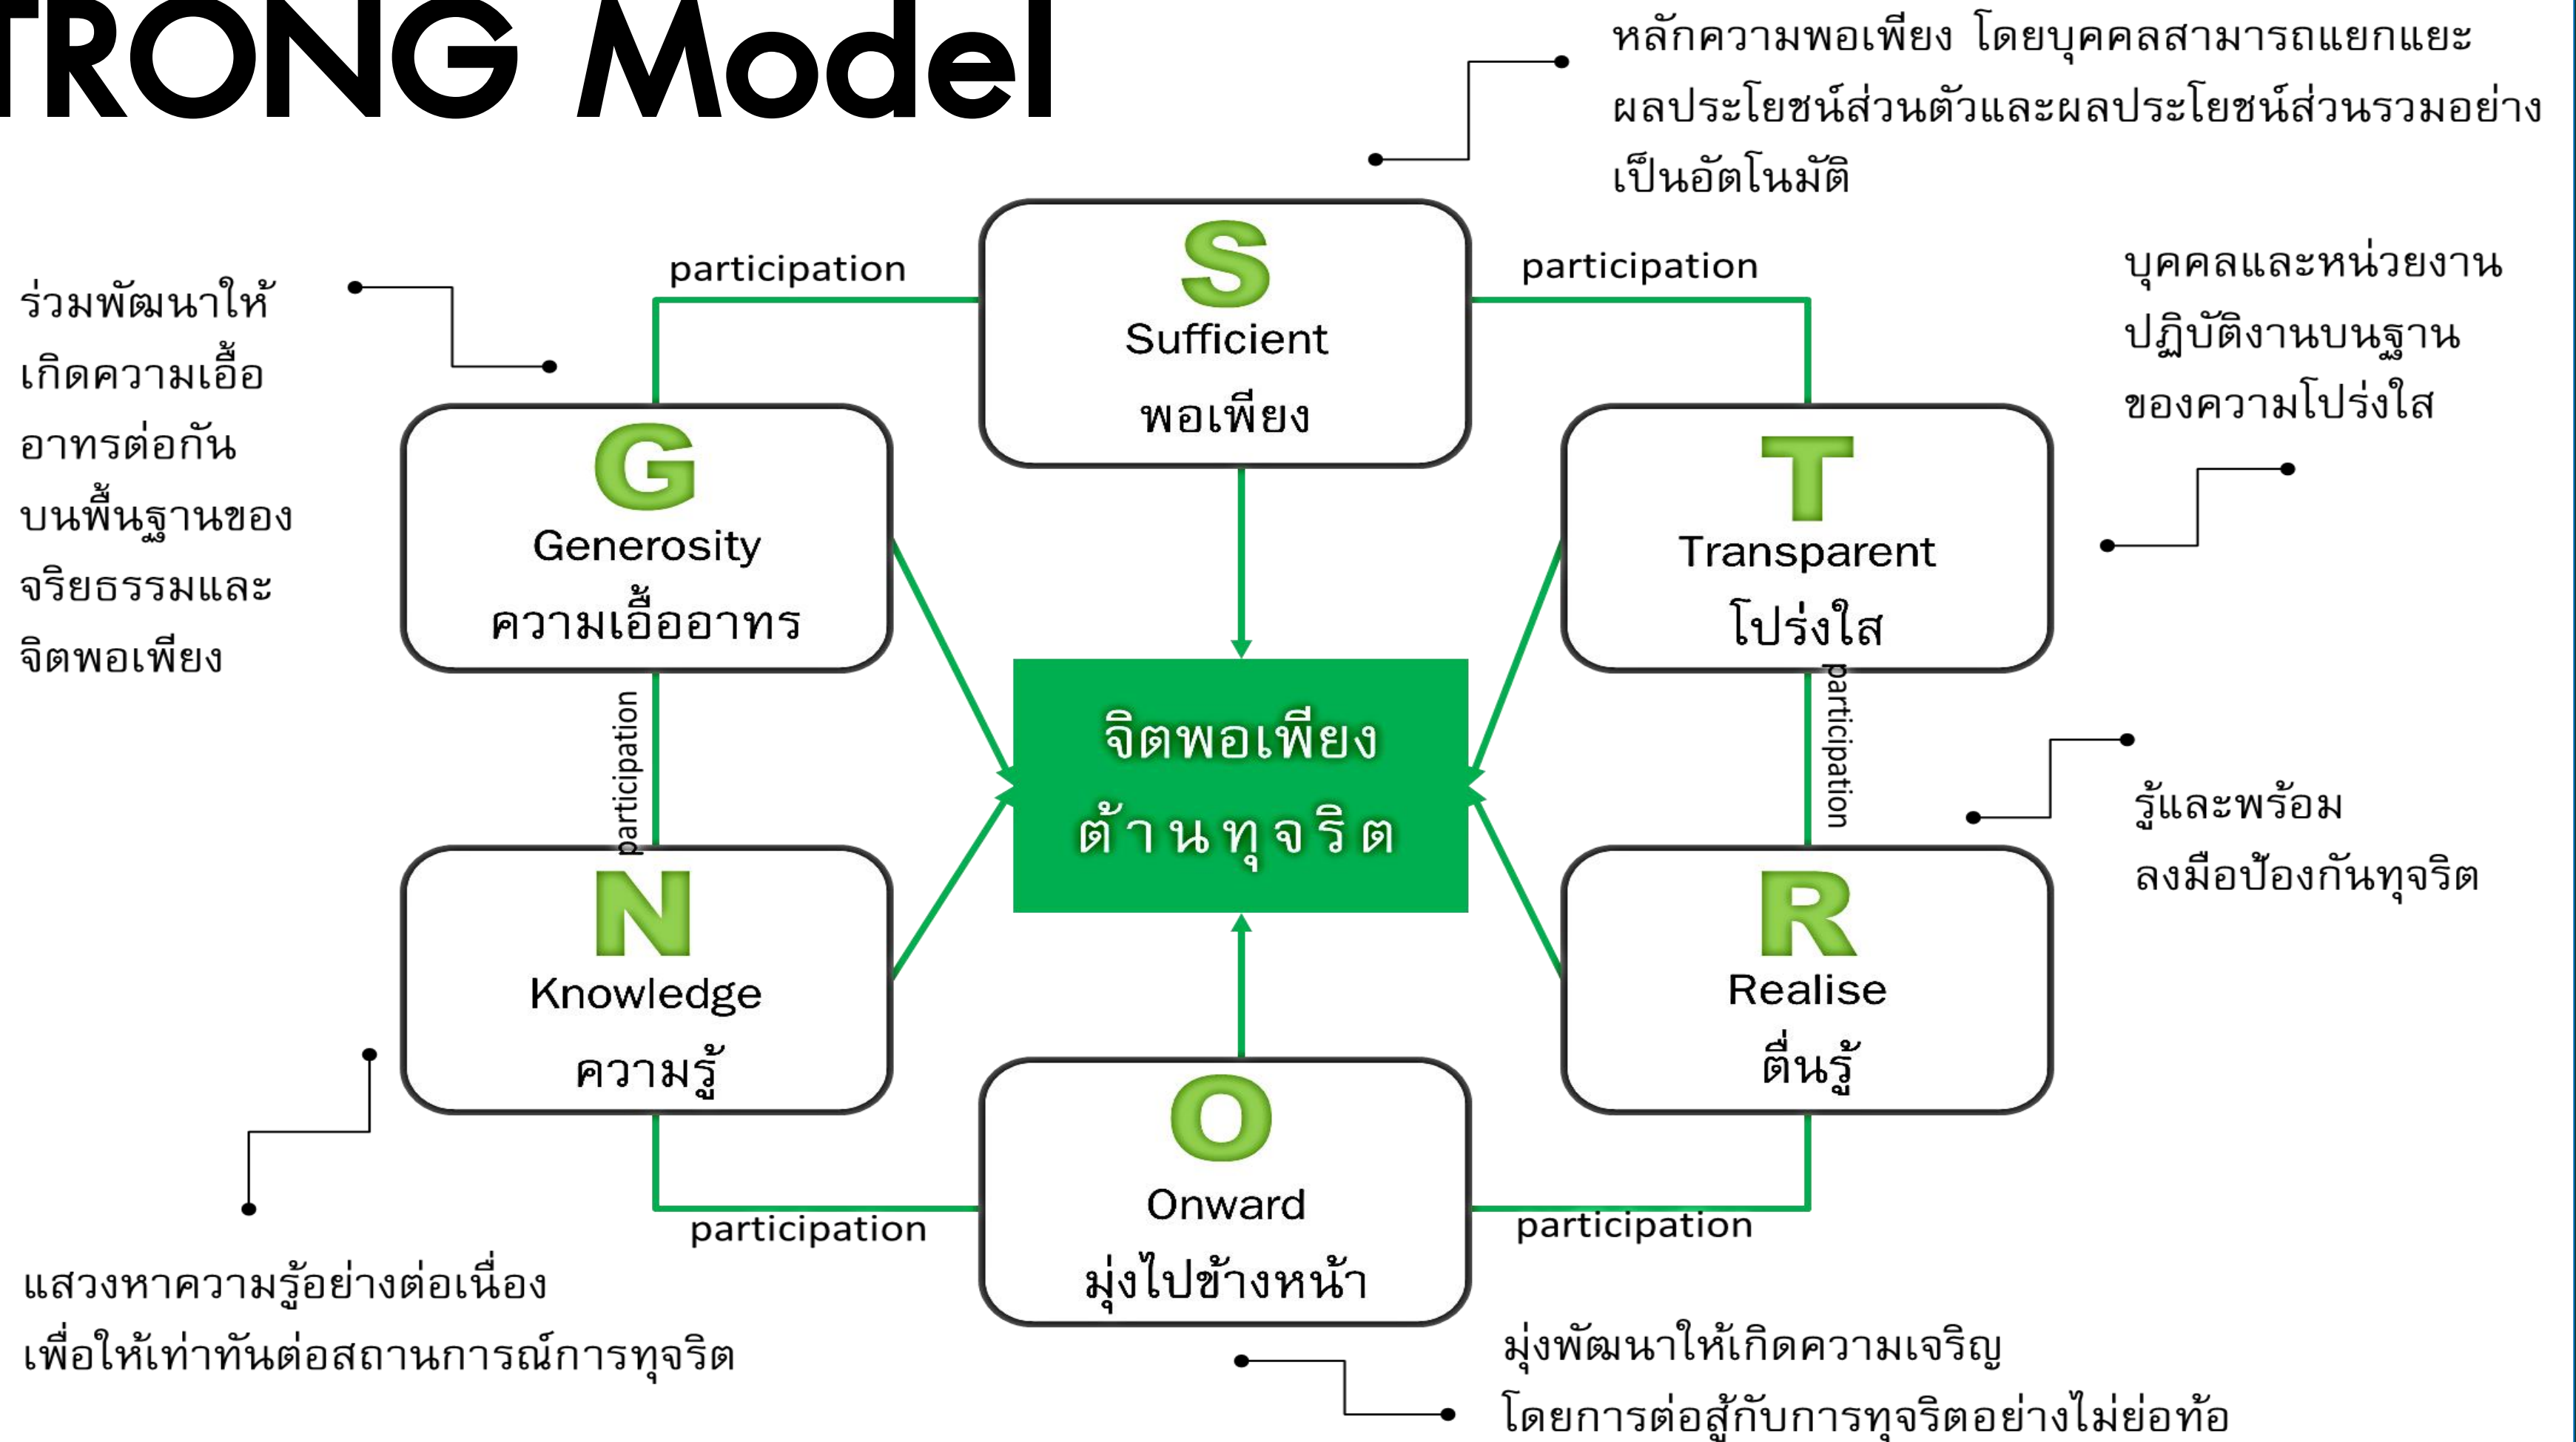 TRONG Model
หลักความพอเพียง โดยบุคคลสามารถแยกแยะ
ผลประโยชน์ส่วนตัวและผลประโยชน์ส่วนรวมอย่าง
เป็นอัตโนมัติ
participation
S
Sufficient
พอเพียง
participation
บุคคลและหน่วยงาน
ปฏิบัติงานบนฐาน
ของความโปร่งใส
ร่วมพัฒนาให้
เกิดความเอื้อ
อาทรต่อกัน
บนพื้นฐานของ
จริยธรรมและ
จิตพอเพียง
G
Generosity
ความเอื้ออาทร
T
Transparent
โปร่งใส
participation
จิตพอเพียง
ต้านทุจริต
participation
รู้และพร้อม
ลงมือป้องกันทุจริต
N
Knowledge
ความรู้
R
Realise
ตื่นรู้
participation
O
Onward
มุ่งไปข้างหน้า
participation
แสวงหาความรู้อย่างต่อเนื่อง
เพื่อให้เท่าทันต่อสถานการณ์การทุจริต
มุ่งพัฒนาให้เกิดความเจริญ
โดยการต่อสู้กับการทุจริตอย่างไม่ย่อท้อ